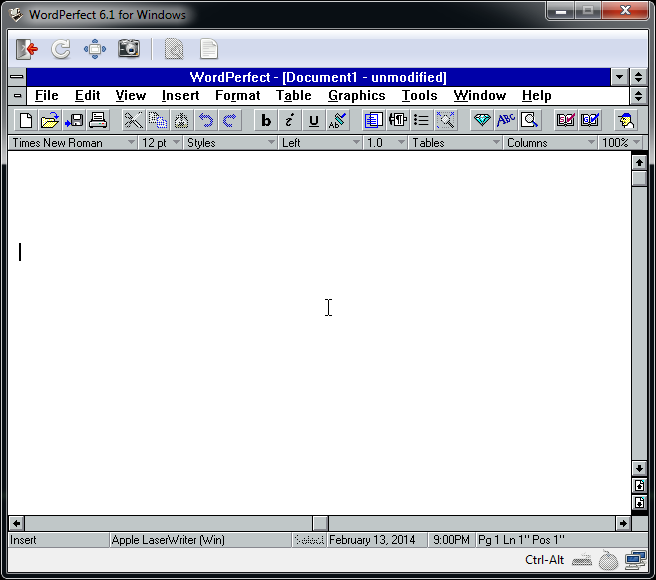 WordPerfect 6.1 for Windows
WordPerfect - [Document1 - unmodified]
File Edit View Insert Format Table Graphics Tools Window Help
b i u ABC
Times New Roman 12 pt Styles Left 1.0 Tables Columns 100%
Insert Apple LaserWriter (Win) Select February 13, 2014 9:00PM Pg 1 Ln 1" Pos 1"
Ctrl-Alt